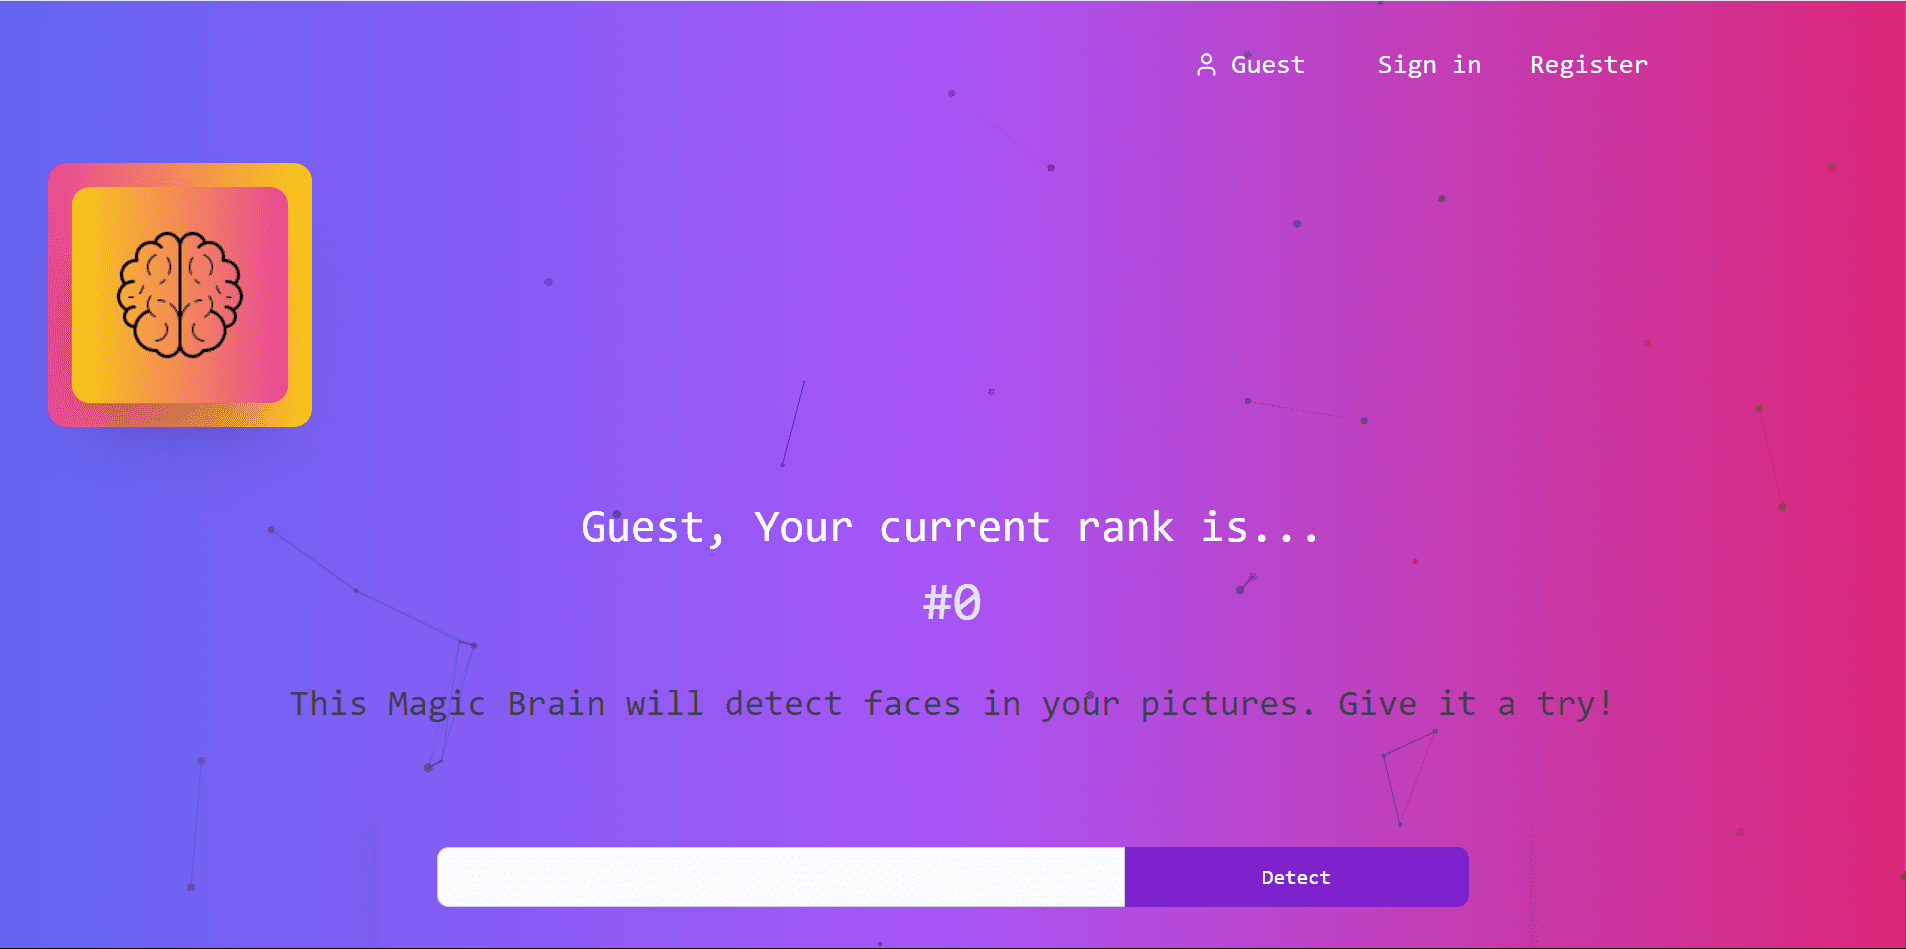 Guest Sign in Register
Guest, Your current rank is...
#0
This Magic Brain will detect faces in your pictures. Give it a try!
Detect